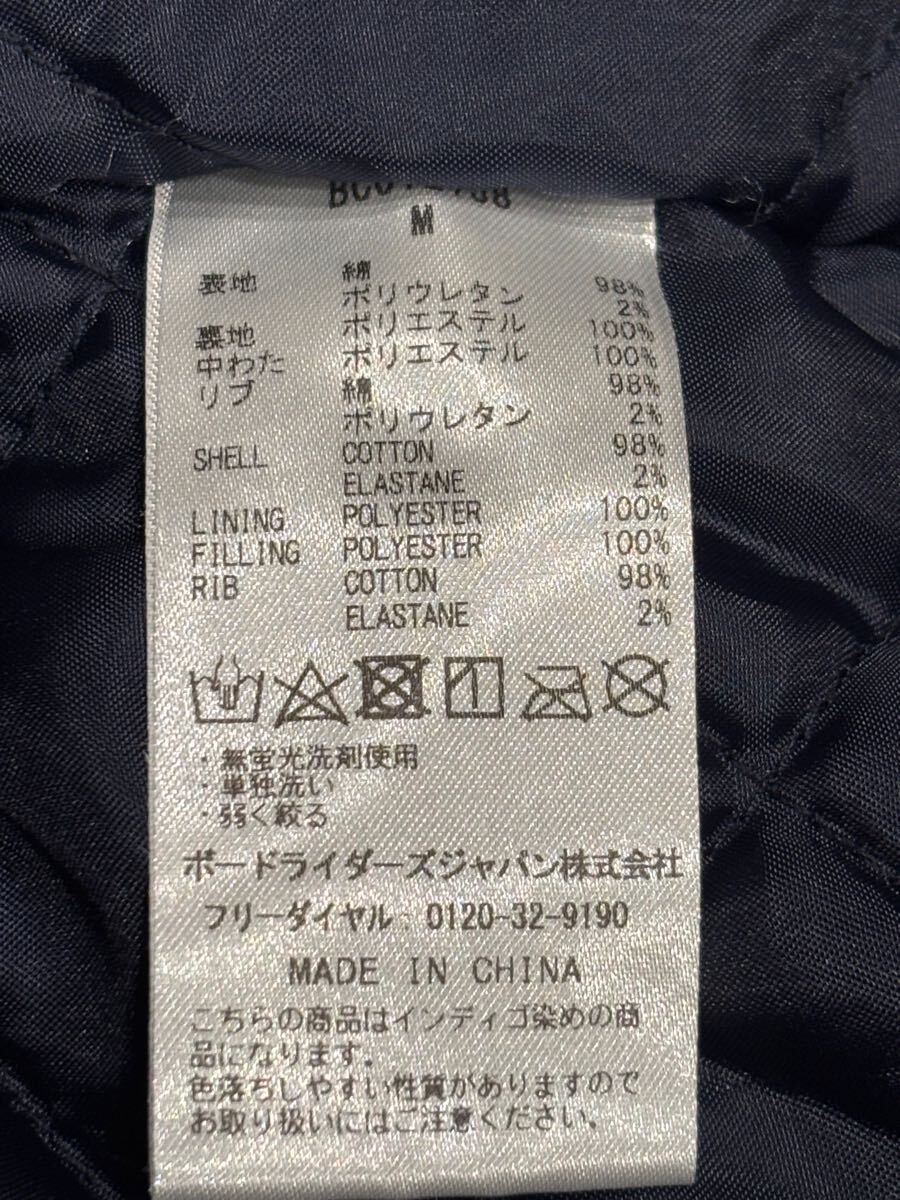 M
表地 綿 98%
ポリウレタン 2%
裏地 ポリエステル 100%
中わた ポリエステル 100%
リブ 綿 98%
ポリウレタン 2%
SHELL COTTON 98%
ELASTANE 2%
LINING POLYESTER 100%
FILLING POLYESTER 100%
RIB COTTON 98%
ELASTANE 2%
・無蛍光洗剤使用
・単独洗い
・弱く絞る
ボードライダーズジャパン株式会社
フリーダイヤル:0120-32-9190
MADE IN CHINA
こちらの商品はインディゴ染めの商
品になります。
色落ちしやすい性質がありますので
お取り扱いにはご注意ください。